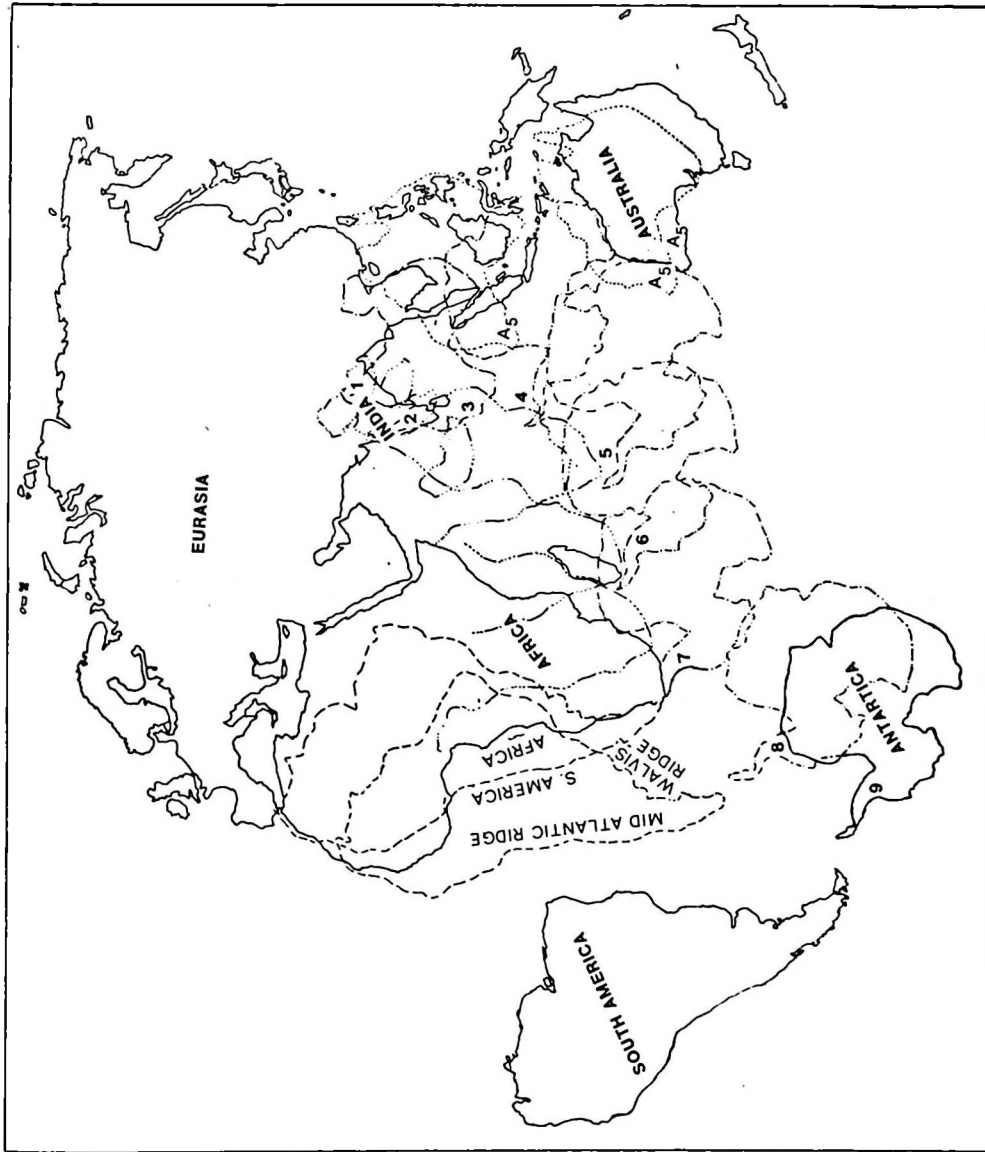 EURASIA
INDIA
1
2
3
4
5
6
7
8
9
A5
A5
A
AUSTRALIA
AFRICA
AFRICA
S. AMERICA
MID ATLANTIC RIDGE
WALVIS
RIDGE
ANTARTICA
SOUTH AMERICA